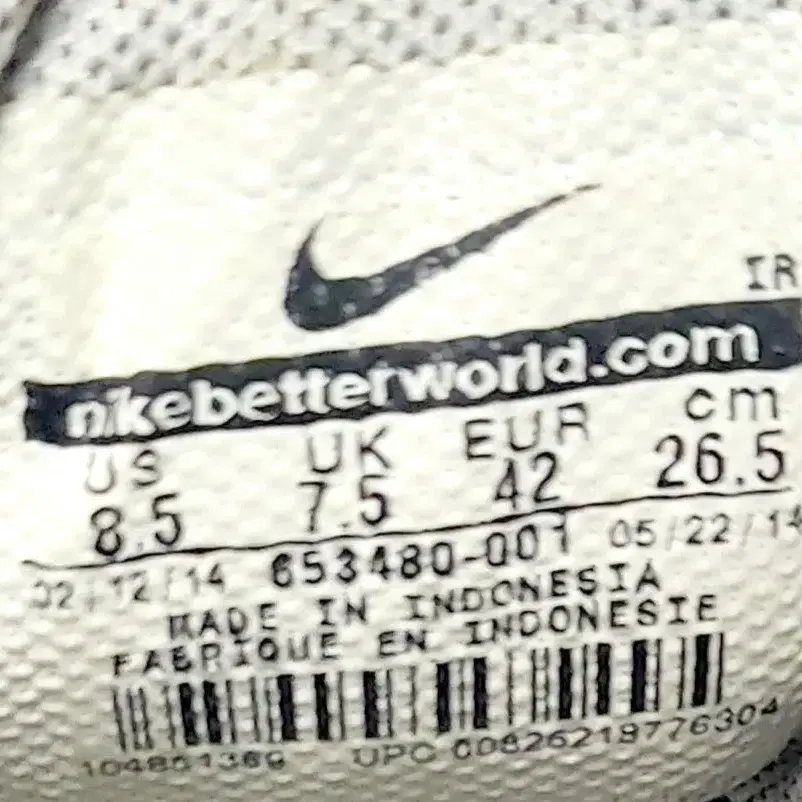 IR
nikebetterworld.com
US UK EUR cm
8.5 7.5 42 26.5
02/12/14 653480-001 05/22/14
MADE IN INDONESIA
FABRIQUE EN INDONESIE
UPC 00826218776304